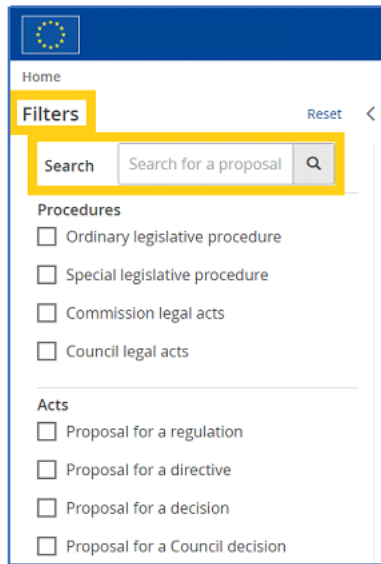 Home
Filters Reset
Search Search for a proposal
Procedures
Ordinary legislative procedure
Special legislative procedure
Commission legal acts
Council legal acts
Acts
Proposal for a regulation
Proposal for a directive
Proposal for a decision
Proposal for a Council decision